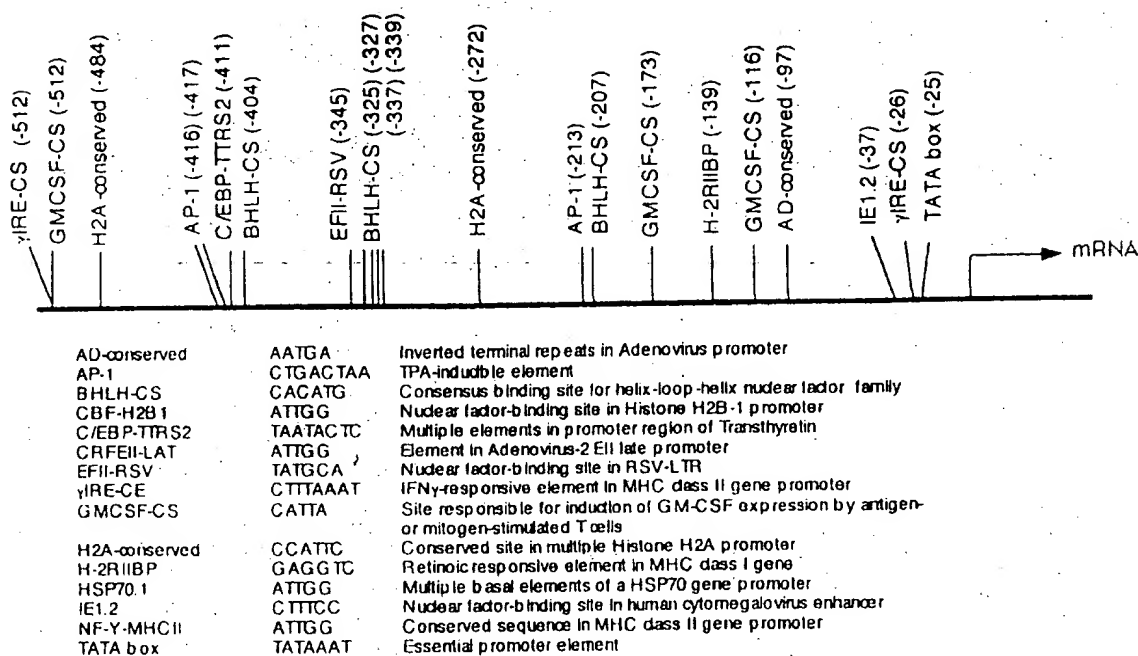 γIRE-CS (-512)
GMCSF-CS (-512)
H2A-conserved (-484)
AP-1 (-416) (-417)
C/EBP-TTRS2 (-411)
BHLH-CS (-404)
EFII-RSV (-345)
BHLH-CS (-325) (-327)
(-337) (-339)
H2A-conserved (-272)
AP-1 (-213)
BHLH-CS (-207)
GMCSF-CS (-173)
H-2RIIBP (-139)
GMCSF-CS (-116)
AD-conserved (-97)
IE1.2 (-37)
γIRE-CS (-26)
TATA box (-25)
mRNA
AD-conserved AATGA Inverted terminal repeats in Adenovirus promoter
AP-1 CTGACTAA TPA-inducible element
BHLH-CS CACATG Consensus binding site for helix-loop-helix nuclear factor family
CBF-H2B1 ATTGG Nuclear factor-binding site in Histone H2B-1 promoter
C/EBP-TTRS2 TAATACTC Multiple elements in promoter region of Transthyretin
CRFEII-LAT ATTGG Element in Adenovirus-2 EII late promoter
EFII-RSV TATGCA Nuclear factor-binding site in RSV-LTR
γIRE-CE CTTTAAAT IFNγ-responsive element in MHC class II gene promoter
GMCSF-CS CATTA Site responsible for induction of GM-CSF expression by antigen-
or mitogen-stimulated T cells
H2A-conserved CCATTC Conserved site in multiple Histone H2A promoter
H-2RIIBP GAGGTC Retinoic responsive element in MHC class I gene
HSP70.1 ATTGG Multiple basal elements of a HSP70 gene promoter
IE1.2 CTTTCC Nuclear factor-binding site in human cytomegalovirus enhancer
NF-Y-MHCII ATTGG Conserved sequence in MHC class II gene promoter
TATA box TATAAAT Essential promoter element